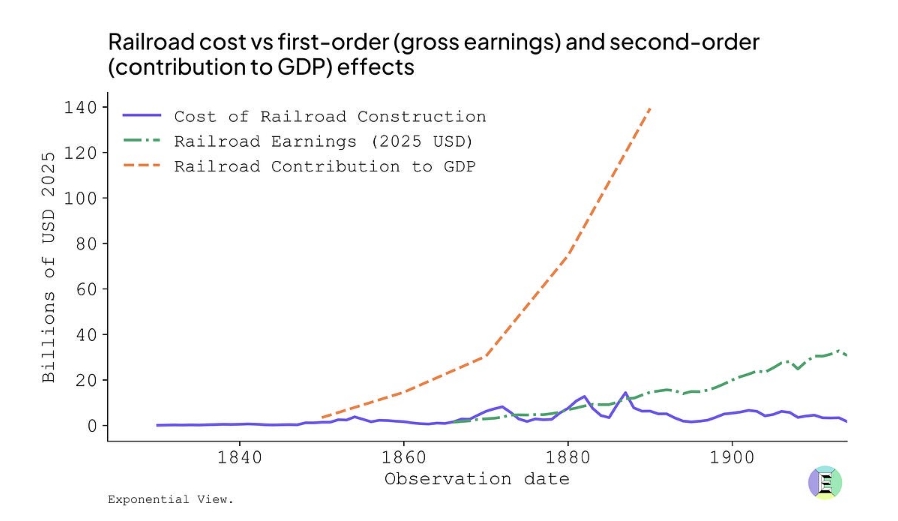 Railroad cost vs first-order (gross earnings) and second-order
(contribution to GDP) effects
Billions of USD 2025
140
120
100
80
60
40
20
0
Cost of Railroad Construction
Railroad Earnings (2025 USD)
Railroad Contribution to GDP
1840
1860
1880
1900
Observation date
Exponential View.